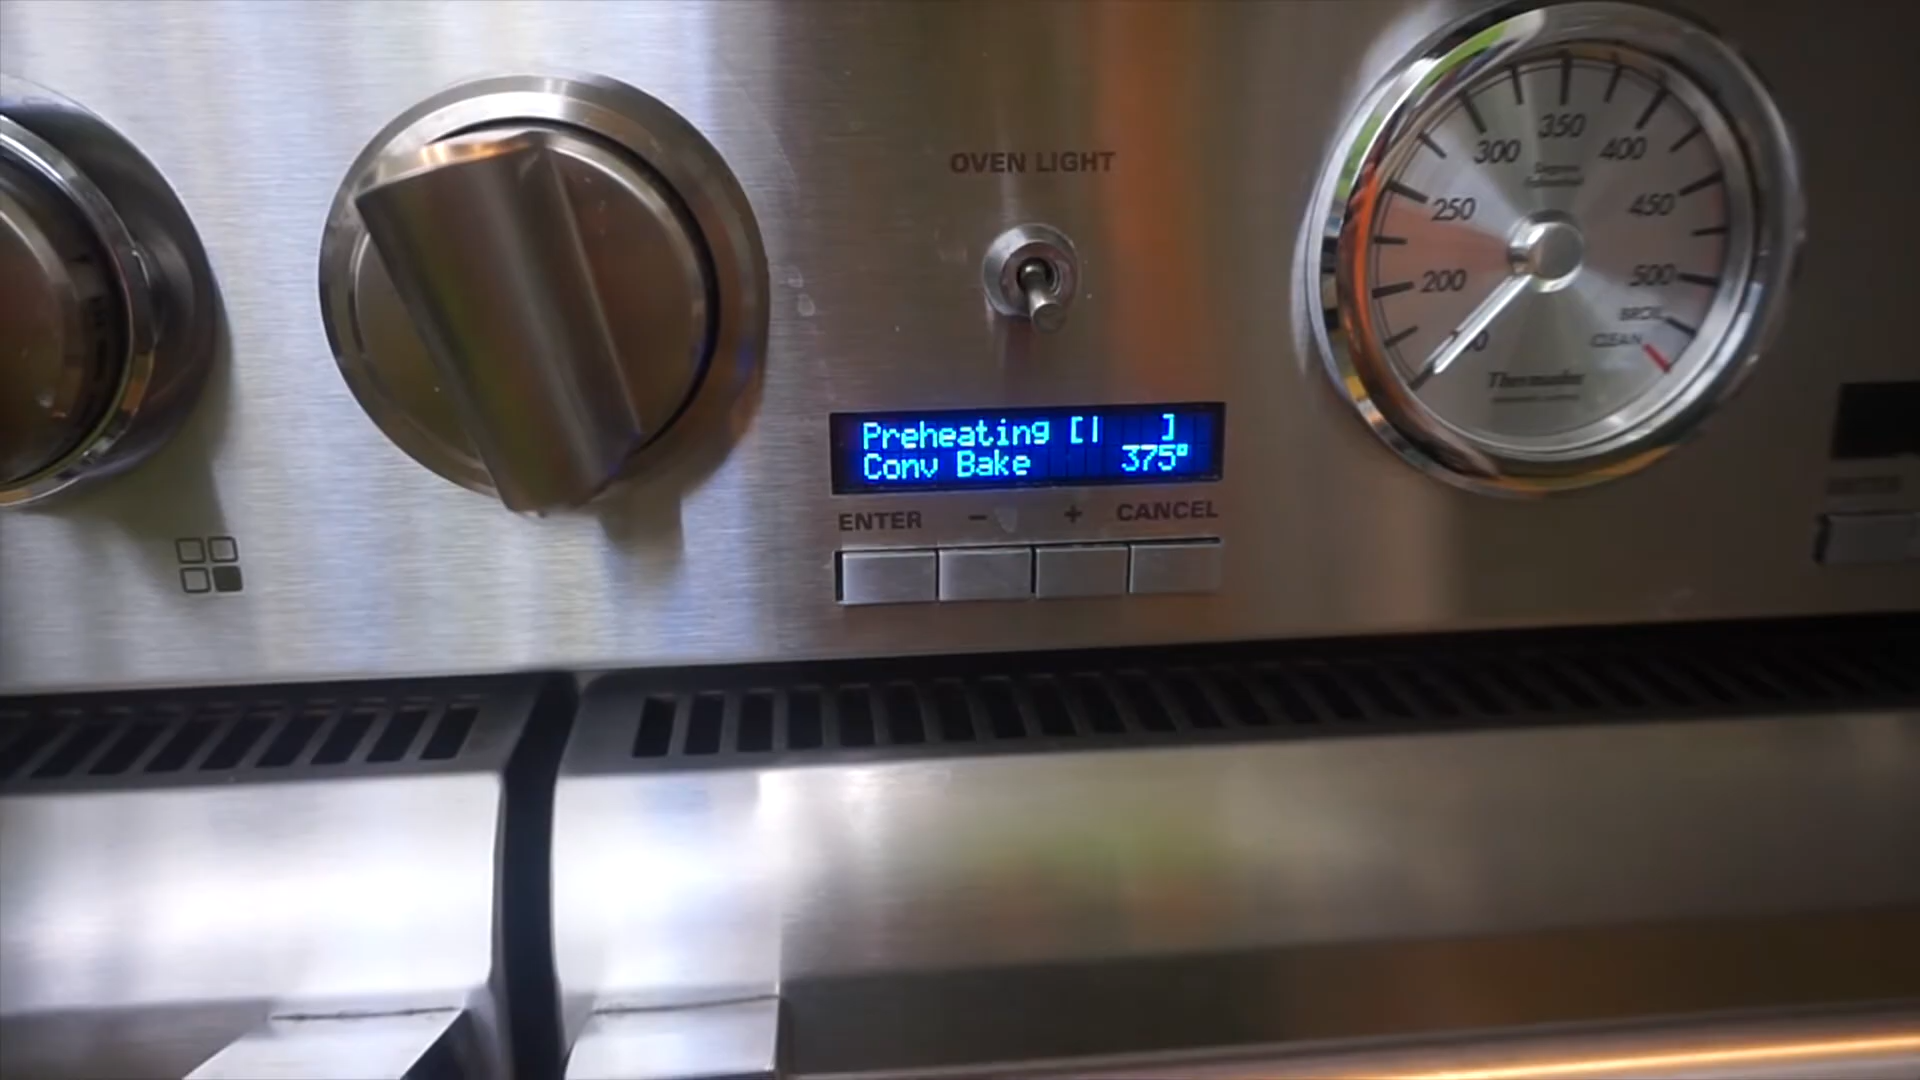 OVEN LIGHT
Preheating [| ]
Conv Bake 375°
ENTER - + CANCEL
350
300
400
250
450
200
500
BROIL
CLEAN
0
Thermador